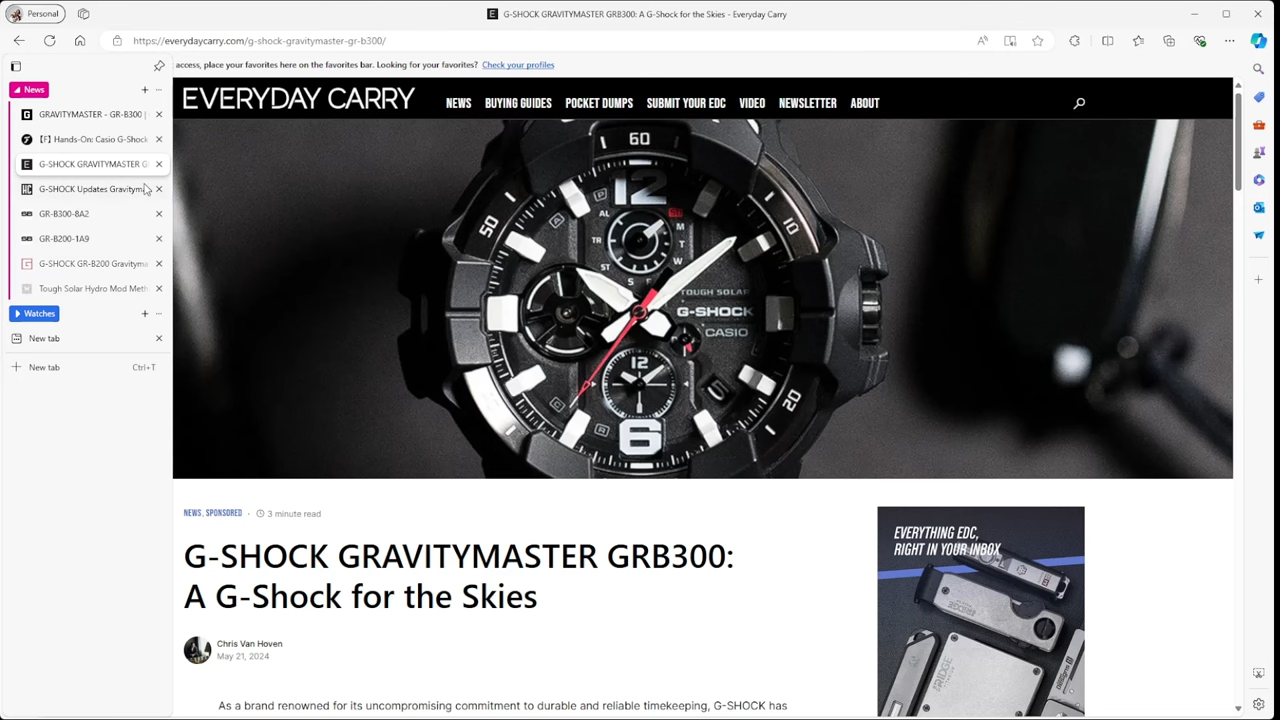 Personal
G-SHOCK GRAVITYMASTER GRB300: A G-Shock for the Skies - Everyday Carry
https://everydaycarry.com/g-shock-gravitymaster-gr-b300/
access, place your favorites here on the favorites bar. Looking for your favorites? Check your profiles
News
GRAVITYMASTER - GR-B300 |
[F] Hands-On: Casio G-Shock
G-SHOCK GRAVITYMASTER G
G-SHOCK Updates Gravityma
GR-B300-8A2
GR-B200-1A9
G-SHOCK GR-B200 Gravityma
Tough Solar Hydro Mod Meth
Watches
New tab
New tab Ctrl+T
EVERYDAY CARRY
NEWS BUYING GUIDES POCKET DUMPS SUBMIT YOUR EDC VIDEO NEWSLETTER ABOUT
60
12
50
10
AL
TR
ST
P
A
M
T
W
S
F
TOUGH SOLAR
G-SHOCK
CASIO
12
C
R
6
5
20
NEWS, SPONSORED · 3 minute read
G-SHOCK GRAVITYMASTER GRB300:
A G-Shock for the Skies
Chris Van Hoven
May 21, 2024
As a brand renowned for its uncompromising commitment to durable and reliable timekeeping, G-SHOCK has
EVERYTHING EDC,
RIGHT IN YOUR INBOX
RIDGE